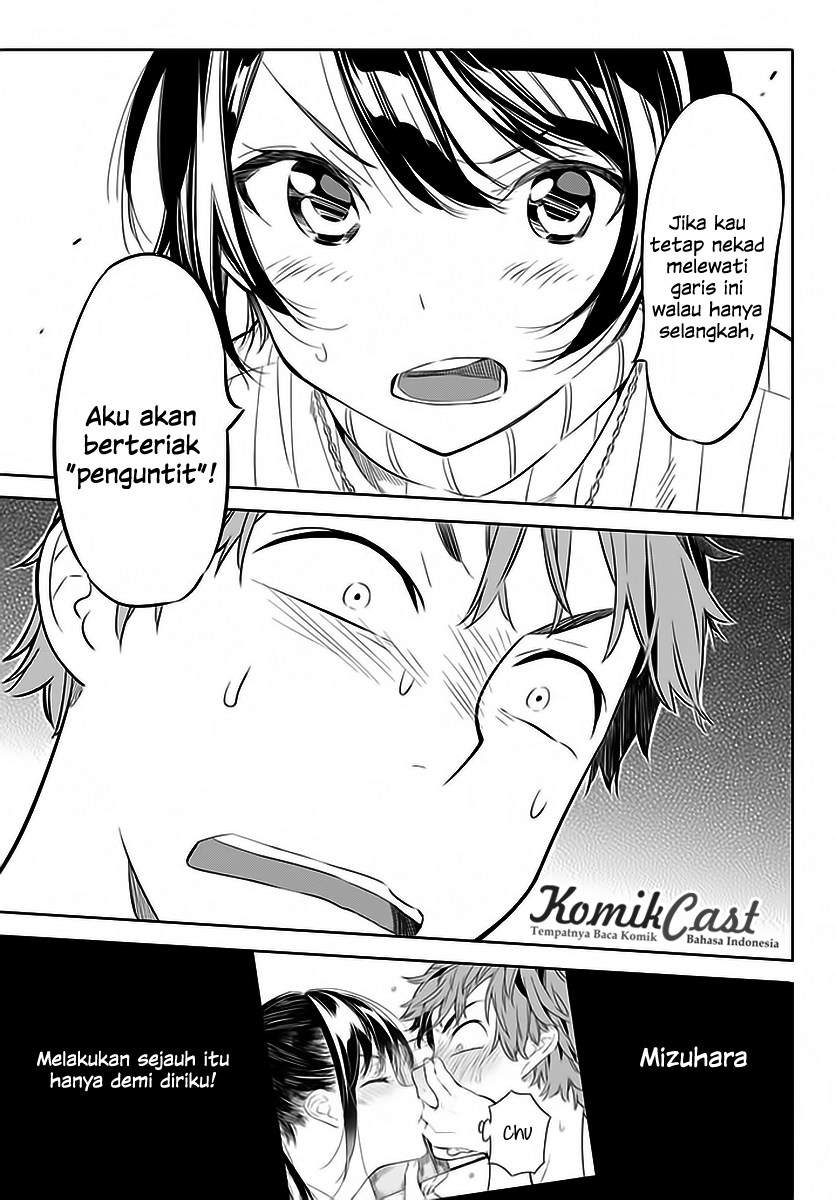 Jika kau
tetap nekad
melewati
garis ini
walau hanya
selangkah,
Aku akan
berteriak
"penguntit"!
KomikCast
Tempatnya Baca Komik Bahasa Indonesia
Mizuhara
Chu
Melakukan sejauh itu
hanya demi diriku!